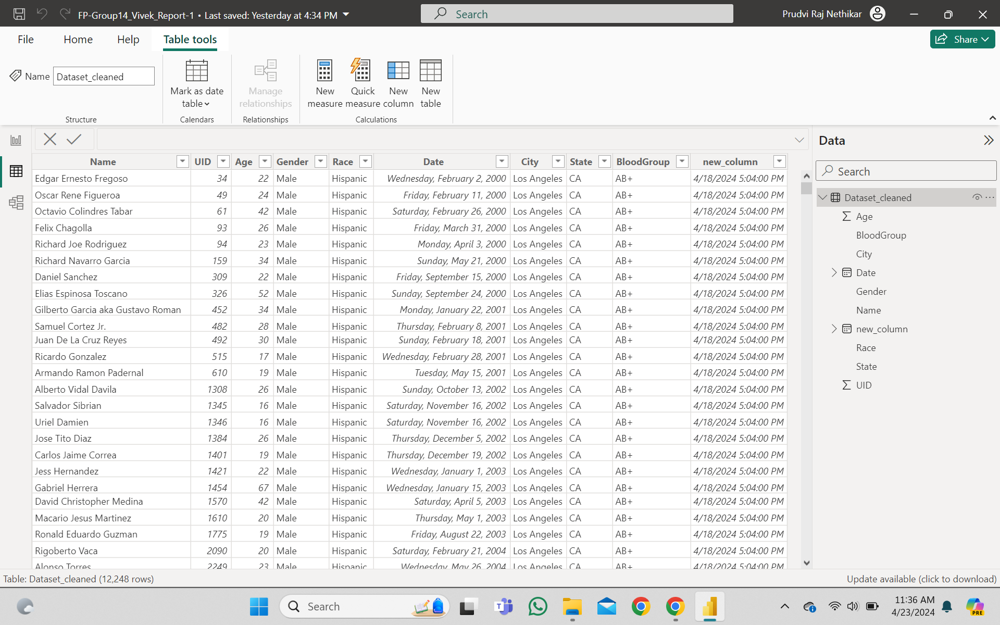 FP-Group14_Vivek_Report-1 • Last saved: Yesterday at 4:34 PM
Search
Prudvi Raj Nethikar
File Home Help Table tools
Share
Name Dataset_cleaned
Mark as date table
Manage relationships
New measure
Quick measure
New column
New table
Structure Calendars Relationships Calculations
Name UID Age Gender Race Date City State BloodGroup new_column
Edgar Ernesto Fregoso 34 22 Male Hispanic Wednesday, February 2, 2000 Los Angeles CA AB+ 4/18/2024 5:04:00 PM
Oscar Rene Figueroa 49 24 Male Hispanic Friday, February 11, 2000 Los Angeles CA AB+ 4/18/2024 5:04:00 PM
Octavio Colindres Tabar 61 42 Male Hispanic Saturday, February 26, 2000 Los Angeles CA AB+ 4/18/2024 5:04:00 PM
Felix Chagolla 93 26 Male Hispanic Friday, March 31, 2000 Los Angeles CA AB+ 4/18/2024 5:04:00 PM
Richard Joe Rodriguez 94 23 Male Hispanic Monday, April 3, 2000 Los Angeles CA AB+ 4/18/2024 5:04:00 PM
Richard Navarro Garcia 159 34 Male Hispanic Sunday, May 21, 2000 Los Angeles CA AB+ 4/18/2024 5:04:00 PM
Daniel Sanchez 309 22 Male Hispanic Friday, September 15, 2000 Los Angeles CA AB+ 4/18/2024 5:04:00 PM
Elias Espinosa Toscano 326 52 Male Hispanic Sunday, September 24, 2000 Los Angeles CA AB+ 4/18/2024 5:04:00 PM
Gilberto Garcia aka Gustavo Roman 452 34 Male Hispanic Monday, January 22, 2001 Los Angeles CA AB+ 4/18/2024 5:04:00 PM
Samuel Cortez Jr. 482 28 Male Hispanic Thursday, February 8, 2001 Los Angeles CA AB+ 4/18/2024 5:04:00 PM
Juan De La Cruz Reyes 492 30 Male Hispanic Sunday, February 18, 2001 Los Angeles CA AB+ 4/18/2024 5:04:00 PM
Ricardo Gonzalez 515 17 Male Hispanic Wednesday, February 28, 2001 Los Angeles CA AB+ 4/18/2024 5:04:00 PM
Armando Ramon Padernal 610 19 Male Hispanic Tuesday, May 15, 2001 Los Angeles CA AB+ 4/18/2024 5:04:00 PM
Alberto Vidal Davila 1308 26 Male Hispanic Sunday, October 13, 2002 Los Angeles CA AB+ 4/18/2024 5:04:00 PM
Salvador Sibrian 1345 16 Male Hispanic Saturday, November 16, 2002 Los Angeles CA AB+ 4/18/2024 5:04:00 PM
Uriel Damien 1346 16 Male Hispanic Saturday, November 16, 2002 Los Angeles CA AB+ 4/18/2024 5:04:00 PM
Jose Tito Diaz 1384 26 Male Hispanic Thursday, December 5, 2002 Los Angeles CA AB+ 4/18/2024 5:04:00 PM
Carlos Jaime Correa 1401 19 Male Hispanic Thursday, December 19, 2002 Los Angeles CA AB+ 4/18/2024 5:04:00 PM
Jess Hernandez 1421 22 Male Hispanic Wednesday, January 1, 2003 Los Angeles CA AB+ 4/18/2024 5:04:00 PM
Gabriel Herrera 1454 67 Male Hispanic Wednesday, January 15, 2003 Los Angeles CA AB+ 4/18/2024 5:04:00 PM
David Christopher Medina 1570 42 Male Hispanic Saturday, April 5, 2003 Los Angeles CA AB+ 4/18/2024 5:04:00 PM
Macario Jesus Martinez 1610 20 Male Hispanic Thursday, May 1, 2003 Los Angeles CA AB+ 4/18/2024 5:04:00 PM
Ronald Eduardo Guzman 1775 19 Male Hispanic Friday, August 22, 2003 Los Angeles CA AB+ 4/18/2024 5:04:00 PM
Rigoberto Vaca 2090 20 Male Hispanic Saturday, February 21, 2004 Los Angeles CA AB+ 4/18/2024 5:04:00 PM
Alonso Torres 2249 23 Male Hispanic Wednesday, May 26, 2004 Los Angeles CA AB+ 4/18/2024 5:04:00 PM
Data
Search
Dataset_cleaned
Age
BloodGroup
City
Date
Gender
Name
new_column
Race
State
UID
Table: Dataset_cleaned (12,248 rows)
Update available (click to download)
Search
11:36 AM
4/23/2024
PRE